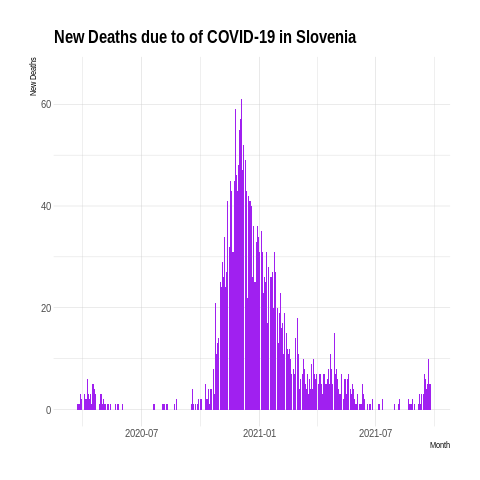 New Deaths due to of COVID-19 in Slovenia
New Deaths
60
40
20
0
2020-07
2021-01
2021-07
Month